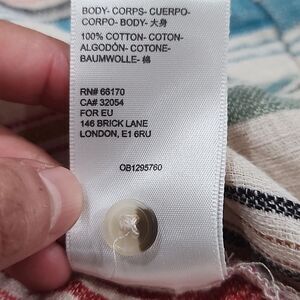 BODY- CORPS- CUERPO-
CORPO- BODY- 大身
100% COTTON- COTON-
ALGODÓN- COTONE-
BAUMWOLLE- 棉
RN# 66170
CA# 32054
FOR EU
146 BRICK LANE
LONDON, E1 6RU
OB1295760